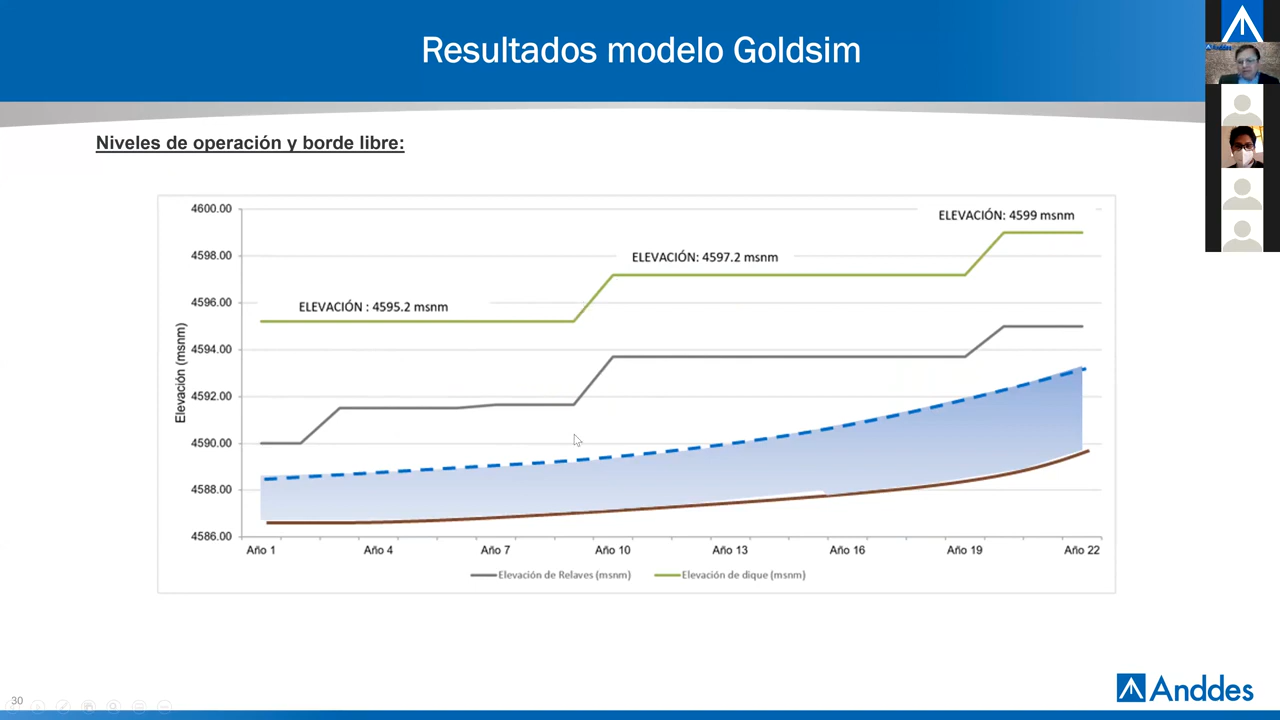 Resultados modelo Goldsim
Anddes
Niveles de operación y borde libre:
4600.00
4598.00
4596.00
4594.00
4592.00
4590.00
4588.00
4586.00
Elevación (msnm)
ELEVACIÓN : 4595.2 msnm
ELEVACIÓN: 4597.2 msnm
ELEVACIÓN: 4599 msnm
Año 1 Año 4 Año 7 Año 10 Año 13 Año 16 Año 19 Año 22
Elevación de Relaves (msnm) Elevación de dique (msnm)
30
Anddes